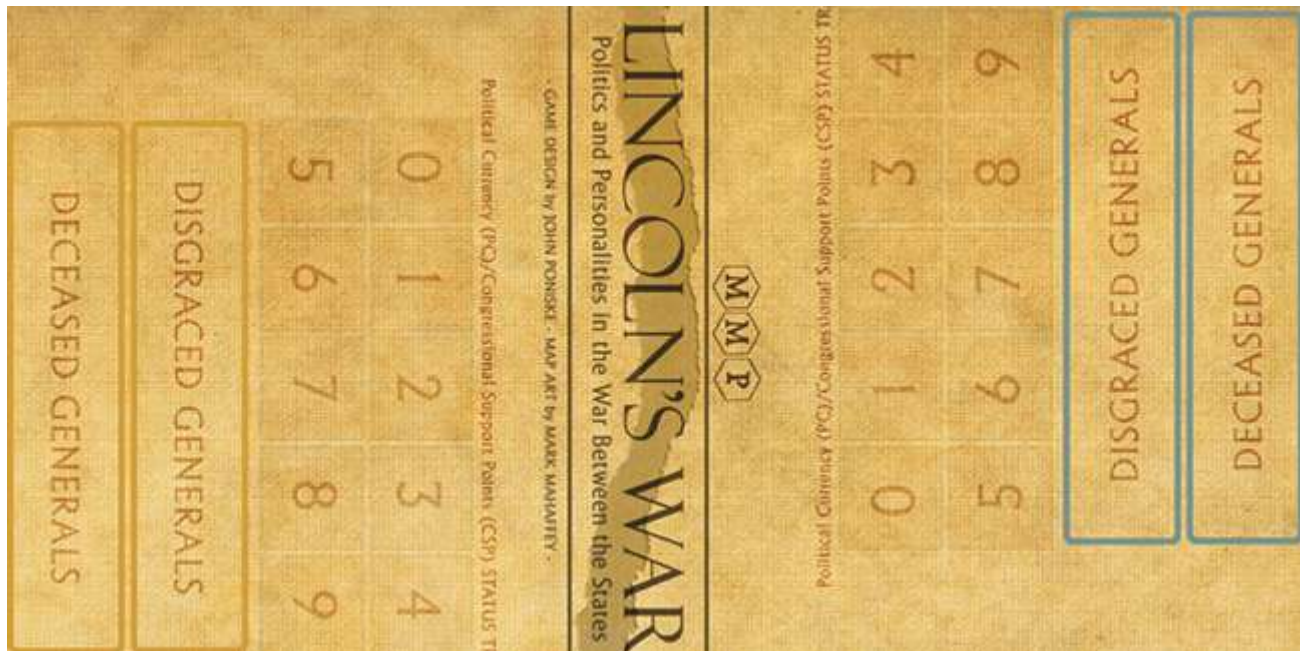 DECEASED GENERALS
DISGRACED GENERALS
5 6 7 8 9
0 1 2 3 4
Political Currency (PC)/Congressional Support Points (CSP) STATUS
- GAME DESIGN by JOHN PONISKE - MAP ART by MARK MAHAFFEY -
Politics and Personalities in the War Between the States
LINCOLN'S WAR
MMP
Political Currency (PC)/Congressional Support Points (CSP) STATUS
0 1 2 3 4
5 6 7 8 9
DISGRACED GENERALS
DECEASED GENERALS